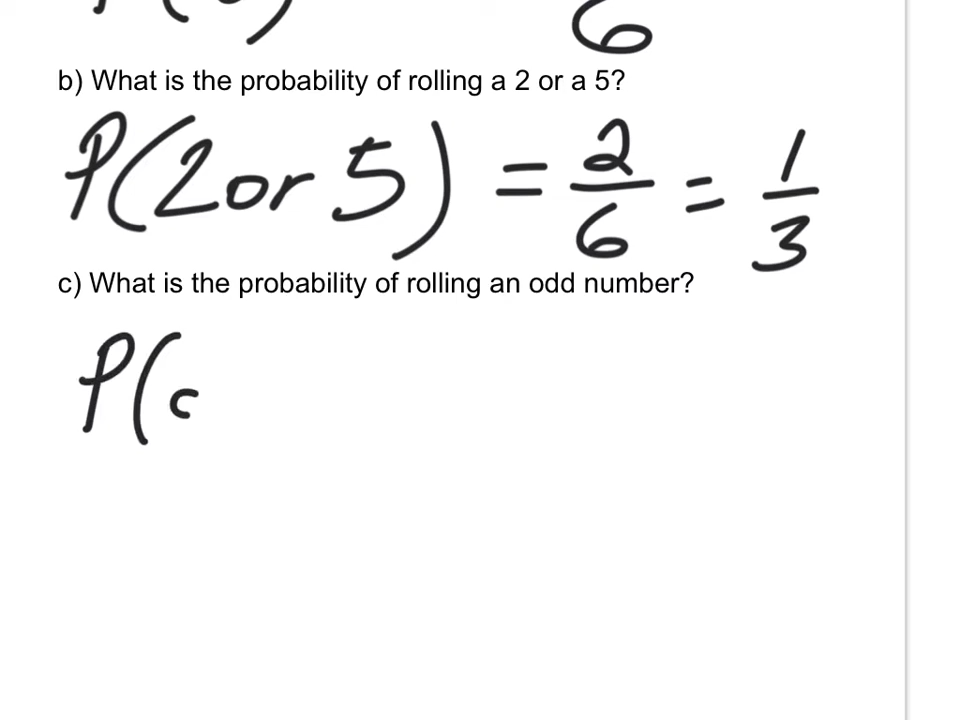 b) What is the probability of rolling a 2 or a 5?
P(2 or 5) = 2/6 = 1/3
c) What is the probability of rolling an odd number?
P(